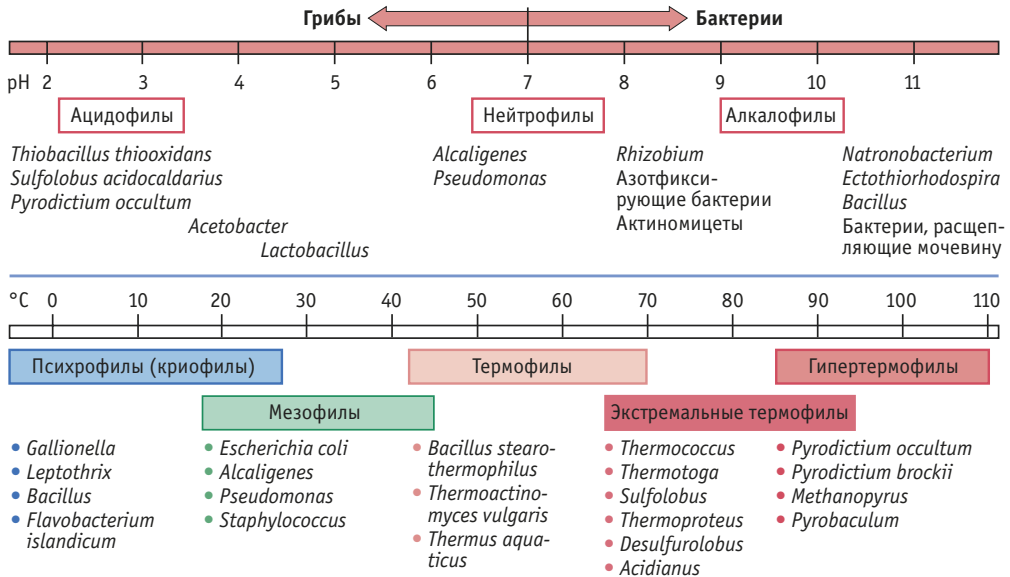 Грибы
Бактерии
pH 2 3 4 5 6 7 8 9 10 11
Ацидофилы
Нейтрофилы
Алкалофилы
Thiobacillus thiooxidans
Sulfolobus acidocaldarius
Pyrodictium occultum
Acetobacter
Lactobacillus
Alcaligenes
Pseudomonas
Rhizobium
Азотфикси-
рующие бактерии
Актиномицеты
Natronobacterium
Ectothiorhodospira
Bacillus
Бактерии, расщеп-
ляющие мочевину
°C 0 10 20 30 40 50 60 70 80 90 100 110
Психрофилы (криофилы)
Термофилы
Гипертермофилы
Мезофилы
Экстремальные термофилы
• Gallionella
• Leptothrix
• Bacillus
• Flavobacterium
islandicum
• Escherichia coli
• Alcaligenes
• Pseudomonas
• Staphylococcus
• Bacillus stearo-
thermophilus
• Thermoactino-
myces vulgaris
• Thermus aqua-
ticus
• Thermococcus
• Thermotoga
• Sulfolobus
• Thermoproteus
• Desulfurolobus
• Acidianus
• Pyrodictium occultum
• Pyrodictium brockii
• Methanopyrus
• Pyrobaculum